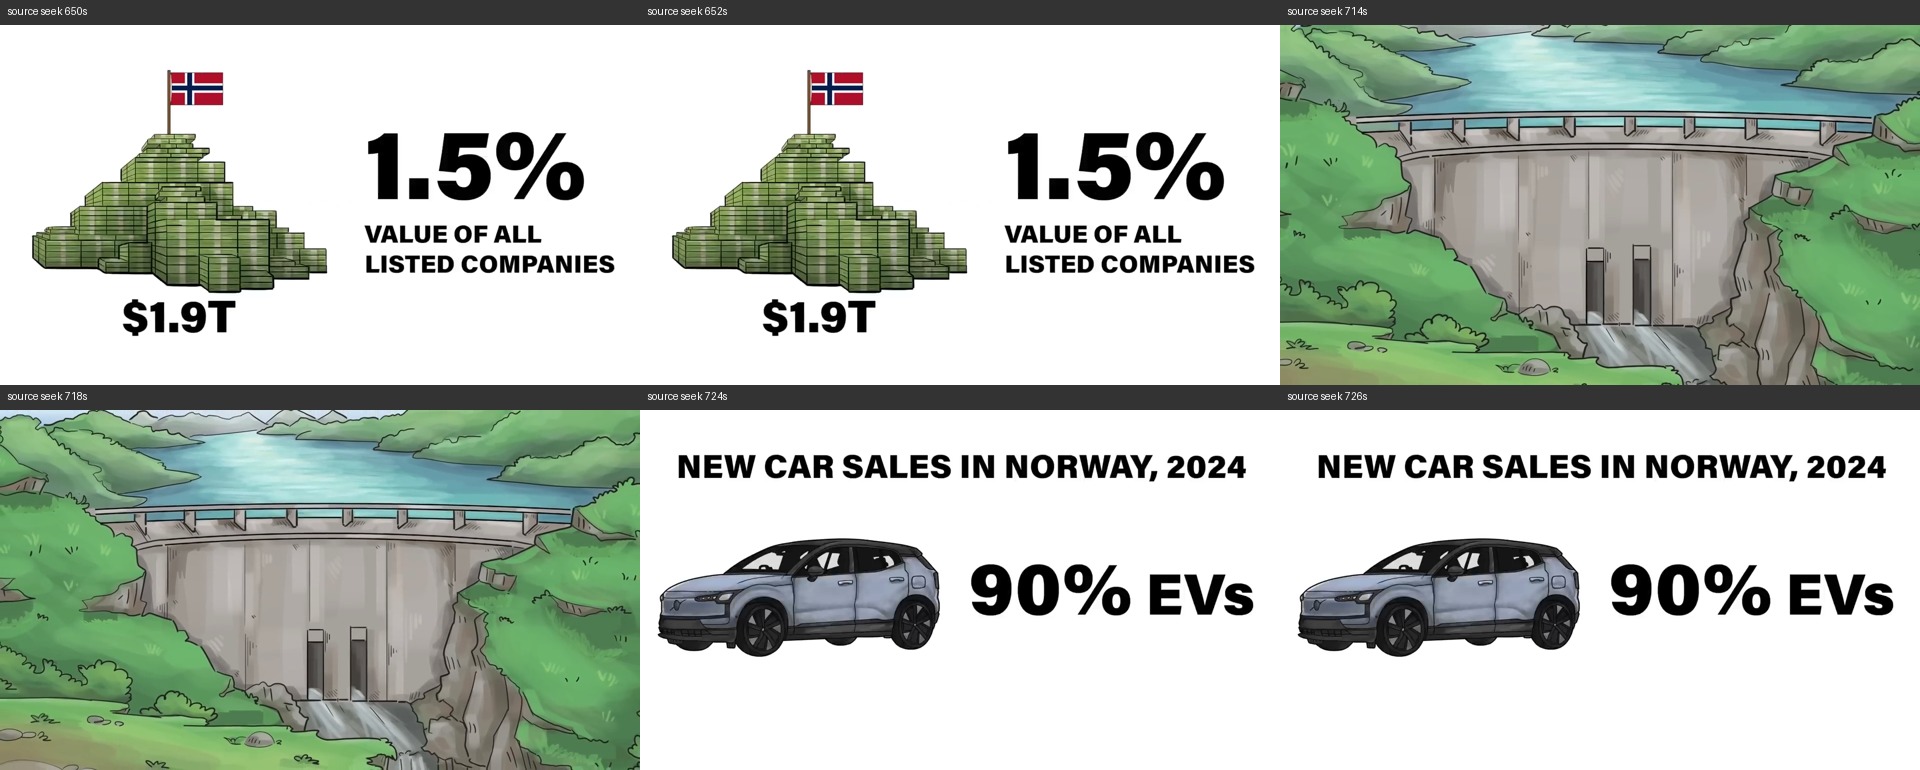 source seek 650s
source seek 652s
source seek 714s
1.5%
VALUE OF ALL
LISTED COMPANIES
$1.9T
1.5%
VALUE OF ALL
LISTED COMPANIES
$1.9T
source seek 718s
source seek 724s
source seek 726s
NEW CAR SALES IN NORWAY, 2024
90% EVs
NEW CAR SALES IN NORWAY, 2024
90% EVs